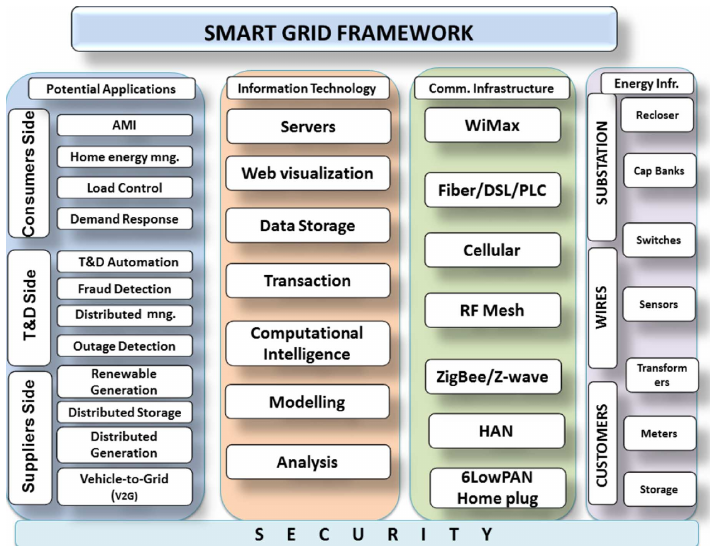 SMART GRID FRAMEWORK
Potential Applications
Consumers Side
AMI
Home energy mng.
Load Control
Demand Response
T&D Side
T&D Automation
Fraud Detection
Distributed mng.
Outage Detection
Suppliers Side
Renewable
Generation
Distributed Storage
Distributed
Generation
Vehicle-to-Grid
(V2G)
Information Technology
Servers
Web visualization
Data Storage
Transaction
Computational
Intelligence
Modelling
Analysis
Comm. Infrastructure
WiMax
Fiber/DSL/PLC
Cellular
RF Mesh
ZigBee/Z-wave
HAN
6LowPAN
Home plug
Energy Infr.
SUBSTATION
WIRES
CUSTOMERS
Recloser
Cap Banks
Switches
Sensors
Transform
ers
Meters
Storage
S E C U R I T Y